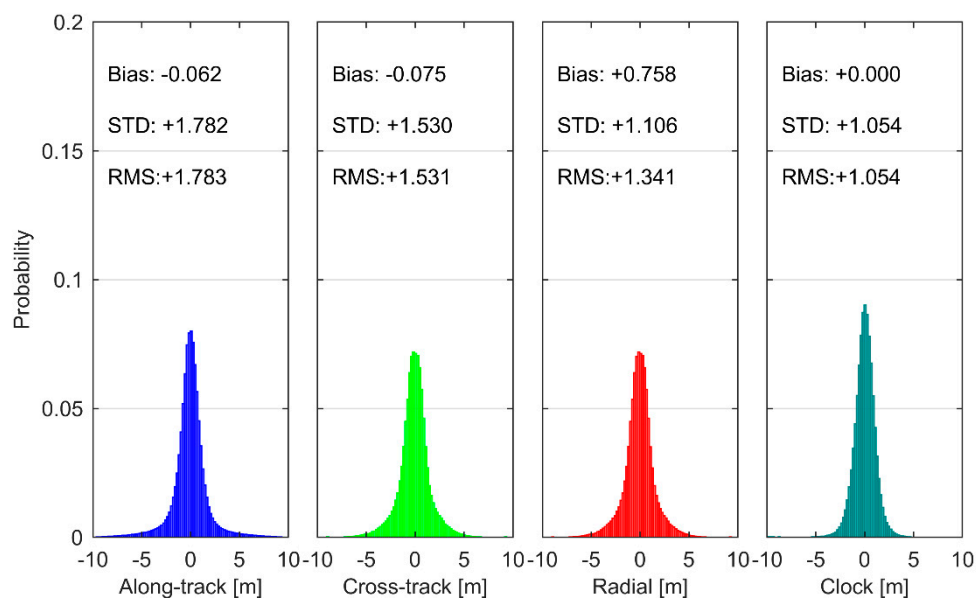 Probability
0.2
0.15
0.1
0.05
0
Bias: -0.062
STD: +1.782
RMS:+1.783
-10 -5 0 5 10
Along-track [m]
Bias: -0.075
STD: +1.530
RMS:+1.531
-10 -5 0 5 10
Cross-track [m]
Bias: +0.758
STD: +1.106
RMS:+1.341
-10 -5 0 5 10
Radial [m]
Bias: +0.000
STD: +1.054
RMS:+1.054
-10 -5 0 5 10
Clock [m]